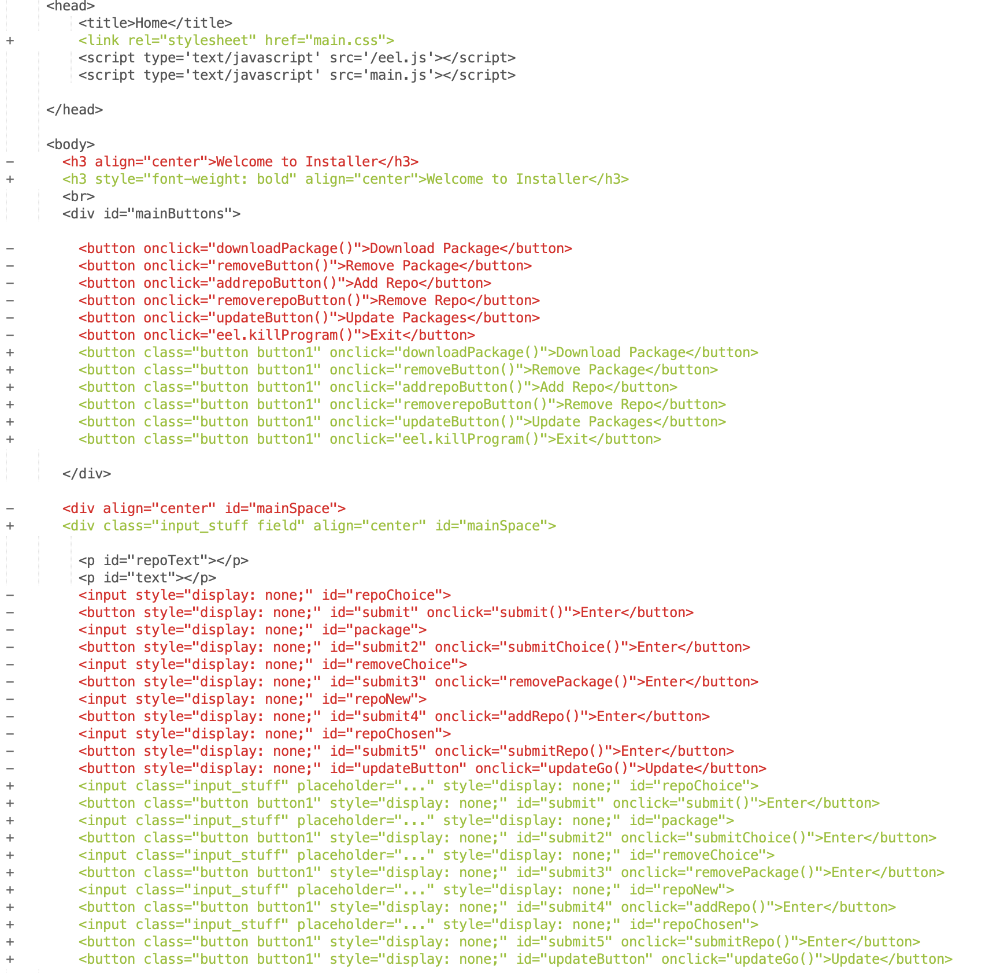 <head>
<title>Home</title>
+ <link rel="stylesheet" href="main.css">
<script type='text/javascript' src='/eel.js'></script>
<script type='text/javascript' src='main.js'></script>
</head>
<body>
− <h3 align="center">Welcome to Installer</h3>
+ <h3 style="font-weight: bold" align="center">Welcome to Installer</h3>
<br>
<div id="mainButtons">
− <button onclick="downloadPackage()">Download Package</button>
− <button onclick="removeButton()">Remove Package</button>
− <button onclick="addrepoButton()">Add Repo</button>
− <button onclick="removerepoButton()">Remove Repo</button>
− <button onclick="updateButton()">Update Packages</button>
− <button onclick="eel.killProgram()">Exit</button>
+ <button class="button button1" onclick="downloadPackage()">Download Package</button>
+ <button class="button button1" onclick="removeButton()">Remove Package</button>
+ <button class="button button1" onclick="addrepoButton()">Add Repo</button>
+ <button class="button button1" onclick="removerepoButton()">Remove Repo</button>
+ <button class="button button1" onclick="updateButton()">Update Packages</button>
+ <button class="button button1" onclick="eel.killProgram()">Exit</button>
</div>
− <div align="center" id="mainSpace">
+ <div class="input_stuff field" align="center" id="mainSpace">
<p id="repoText"></p>
<p id="text"></p>
− <input style="display: none;" id="repoChoice">
− <button style="display: none;" id="submit" onclick="submit()">Enter</button>
− <input style="display: none;" id="package">
− <button style="display: none;" id="submit2" onclick="submitChoice()">Enter</button>
− <input style="display: none;" id="removeChoice">
− <button style="display: none;" id="submit3" onclick="removePackage()">Enter</button>
− <input style="display: none;" id="repoNew">
− <button style="display: none;" id="submit4" onclick="addRepo()">Enter</button>
− <input style="display: none;" id="repoChosen">
− <button style="display: none;" id="submit5" onclick="submitRepo()">Enter</button>
− <button style="display: none;" id="updateButton" onclick="updateGo()">Update</button>
+ <input class="input_stuff" placeholder="..." style="display: none;" id="repoChoice">
+ <button class="button button1" style="display: none;" id="submit" onclick="submit()">Enter</button>
+ <input class="input_stuff" placeholder="..." style="display: none;" id="package">
+ <button class="button button1" style="display: none;" id="submit2" onclick="submitChoice()">Enter</button>
+ <input class="input_stuff" placeholder="..." style="display: none;" id="removeChoice">
+ <button class="button button1" style="display: none;" id="submit3" onclick="removePackage()">Enter</button>
+ <input class="input_stuff" placeholder="..." style="display: none;" id="repoNew">
+ <button class="button button1" style="display: none;" id="submit4" onclick="addRepo()">Enter</button>
+ <input class="input_stuff" placeholder="..." style="display: none;" id="repoChosen">
+ <button class="button button1" style="display: none;" id="submit5" onclick="submitRepo()">Enter</button>
+ <button class="button button1" style="display: none;" id="updateButton" onclick="updateGo()">Update</button>